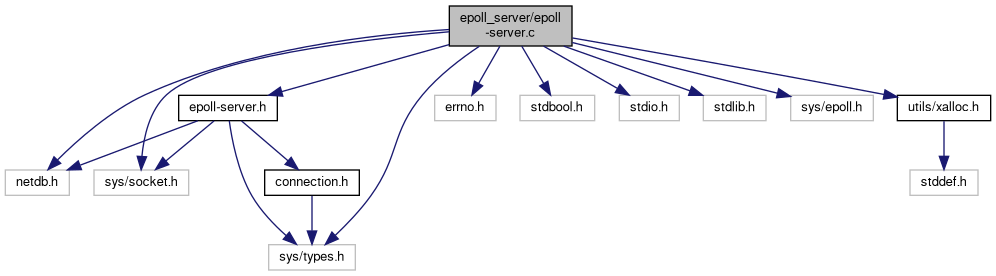 epoll_server/epoll
-server.c
epoll-server.h
errno.h
stdbool.h
stdio.h
stdlib.h
sys/epoll.h
utils/xalloc.h
netdb.h
sys/socket.h
connection.h
stddef.h
sys/types.h